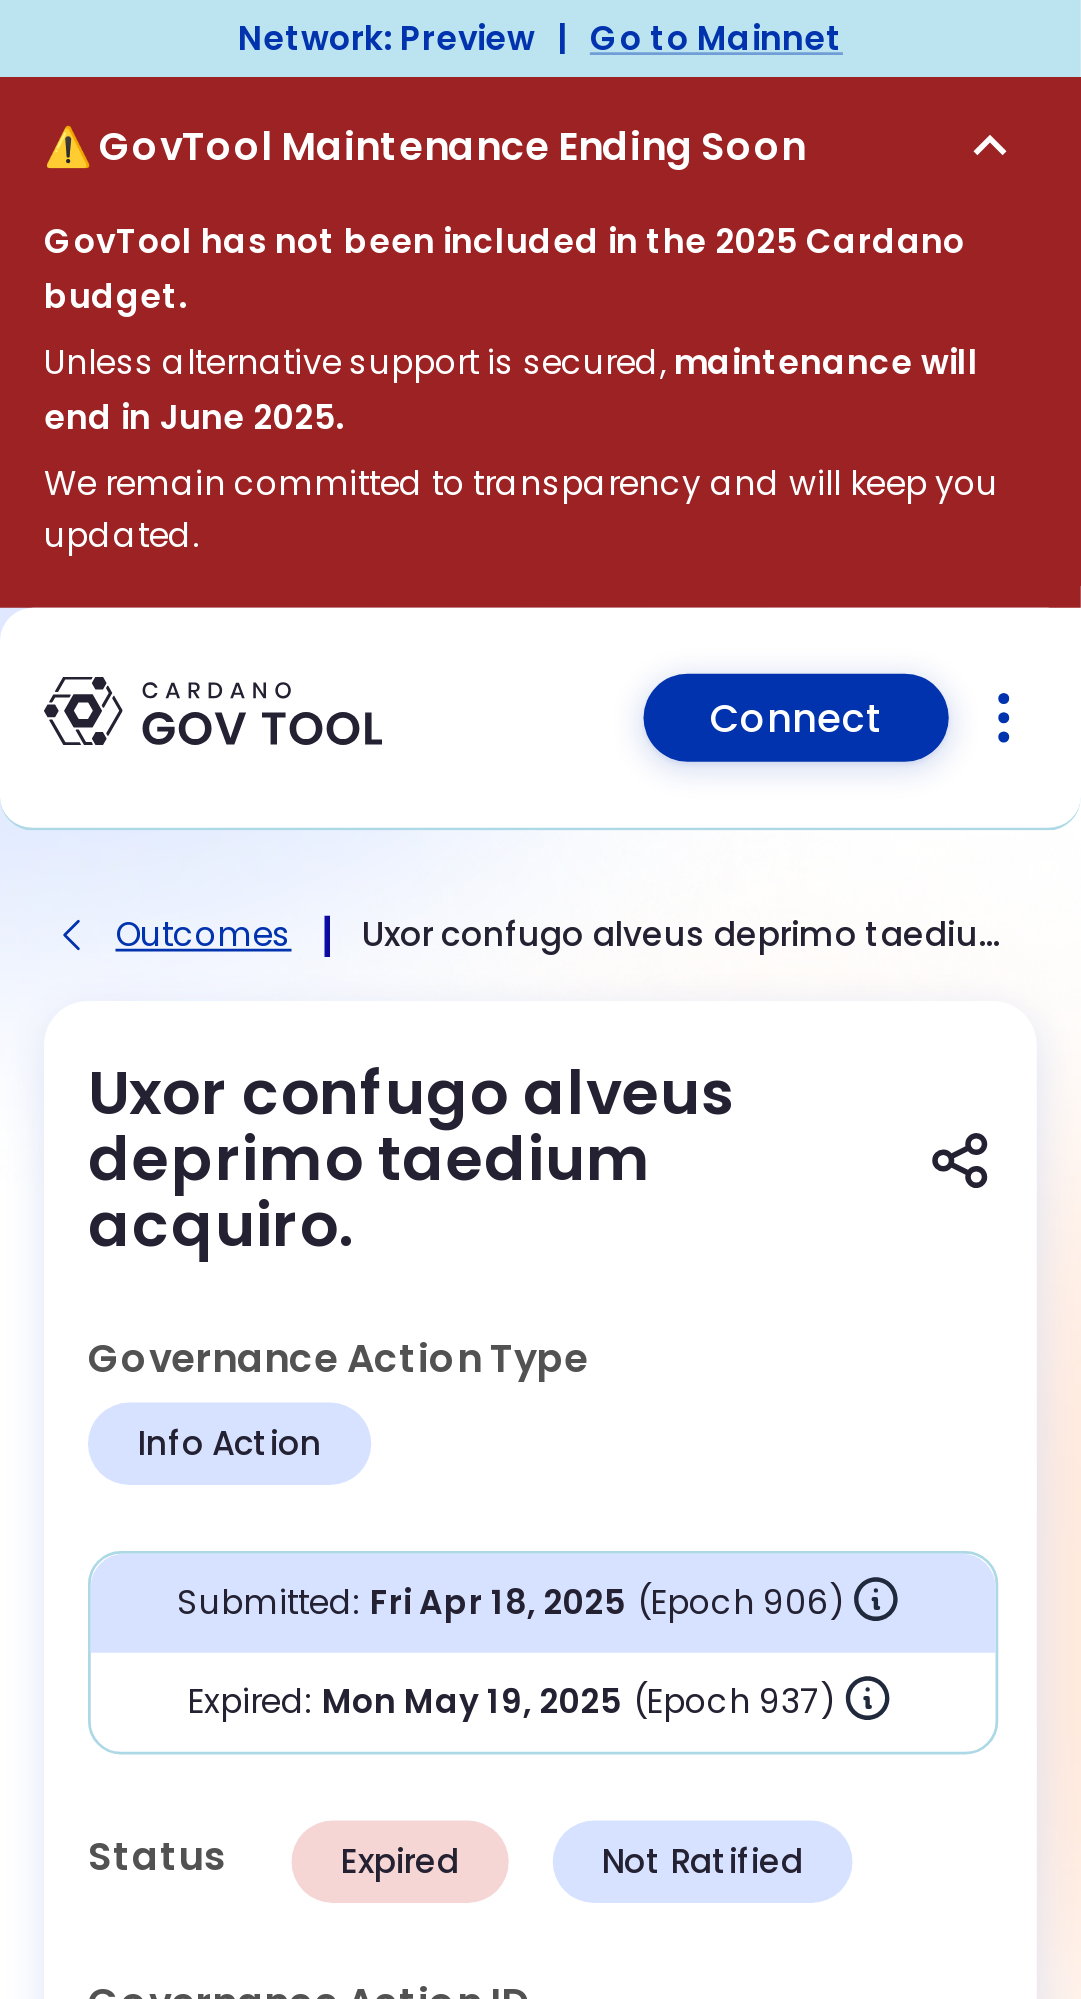 Network: Preview | Go to Mainnet
⚠️ GovTool Maintenance Ending Soon
GovTool has not been included in the 2025 Cardano
budget.
Unless alternative support is secured, maintenance will
end in June 2025.
We remain committed to transparency and will keep you
updated.
CARDANO
GOV TOOL
Connect
Outcomes | Uxor confugo alveus deprimo taediu...
Uxor confugo alveus
deprimo taedium
acquiro.
Governance Action Type
Info Action
Submitted: Fri Apr 18, 2025 (Epoch 906)
Expired: Mon May 19, 2025 (Epoch 937)
Status Expired Not Ratified
Governance Action ID